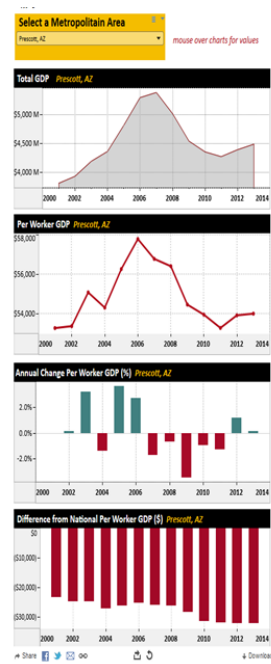 Select a Metropolitain Area
Prescott, AZ
mouse over charts for values
Total GDP Prescott, AZ
$5,000 M
$4,500 M
$4,000 M
2000 2002 2004 2006 2008 2010 2012 2014
Per Worker GDP Prescott, AZ
$58,000
$56,000
$54,000
2000 2002 2004 2006 2008 2010 2012 2014
Annual Change Per Worker GDP (%) Prescott, AZ
2.0%
0.0%
-2.0%
2000 2002 2004 2006 2008 2010 2012 2014
Difference from National Per Worker GDP ($) Prescott, AZ
$0
($10,000)
($20,000)
($30,000)
2000 2002 2004 2006 2008 2010 2012 2014
Share
Downloa